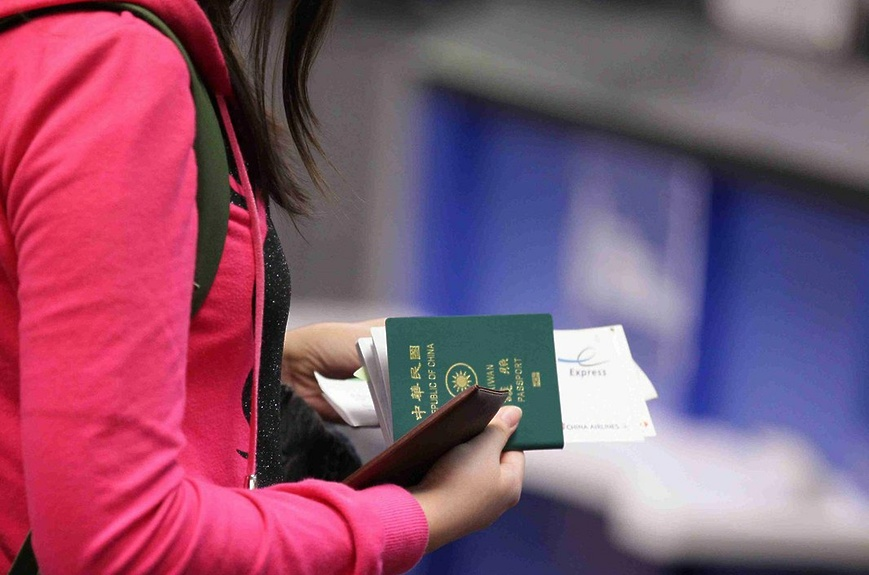 中華民國
REPUBLIC OF CHINA
TAIWAN
PASSPORT
Express
CHINA AIRLINES